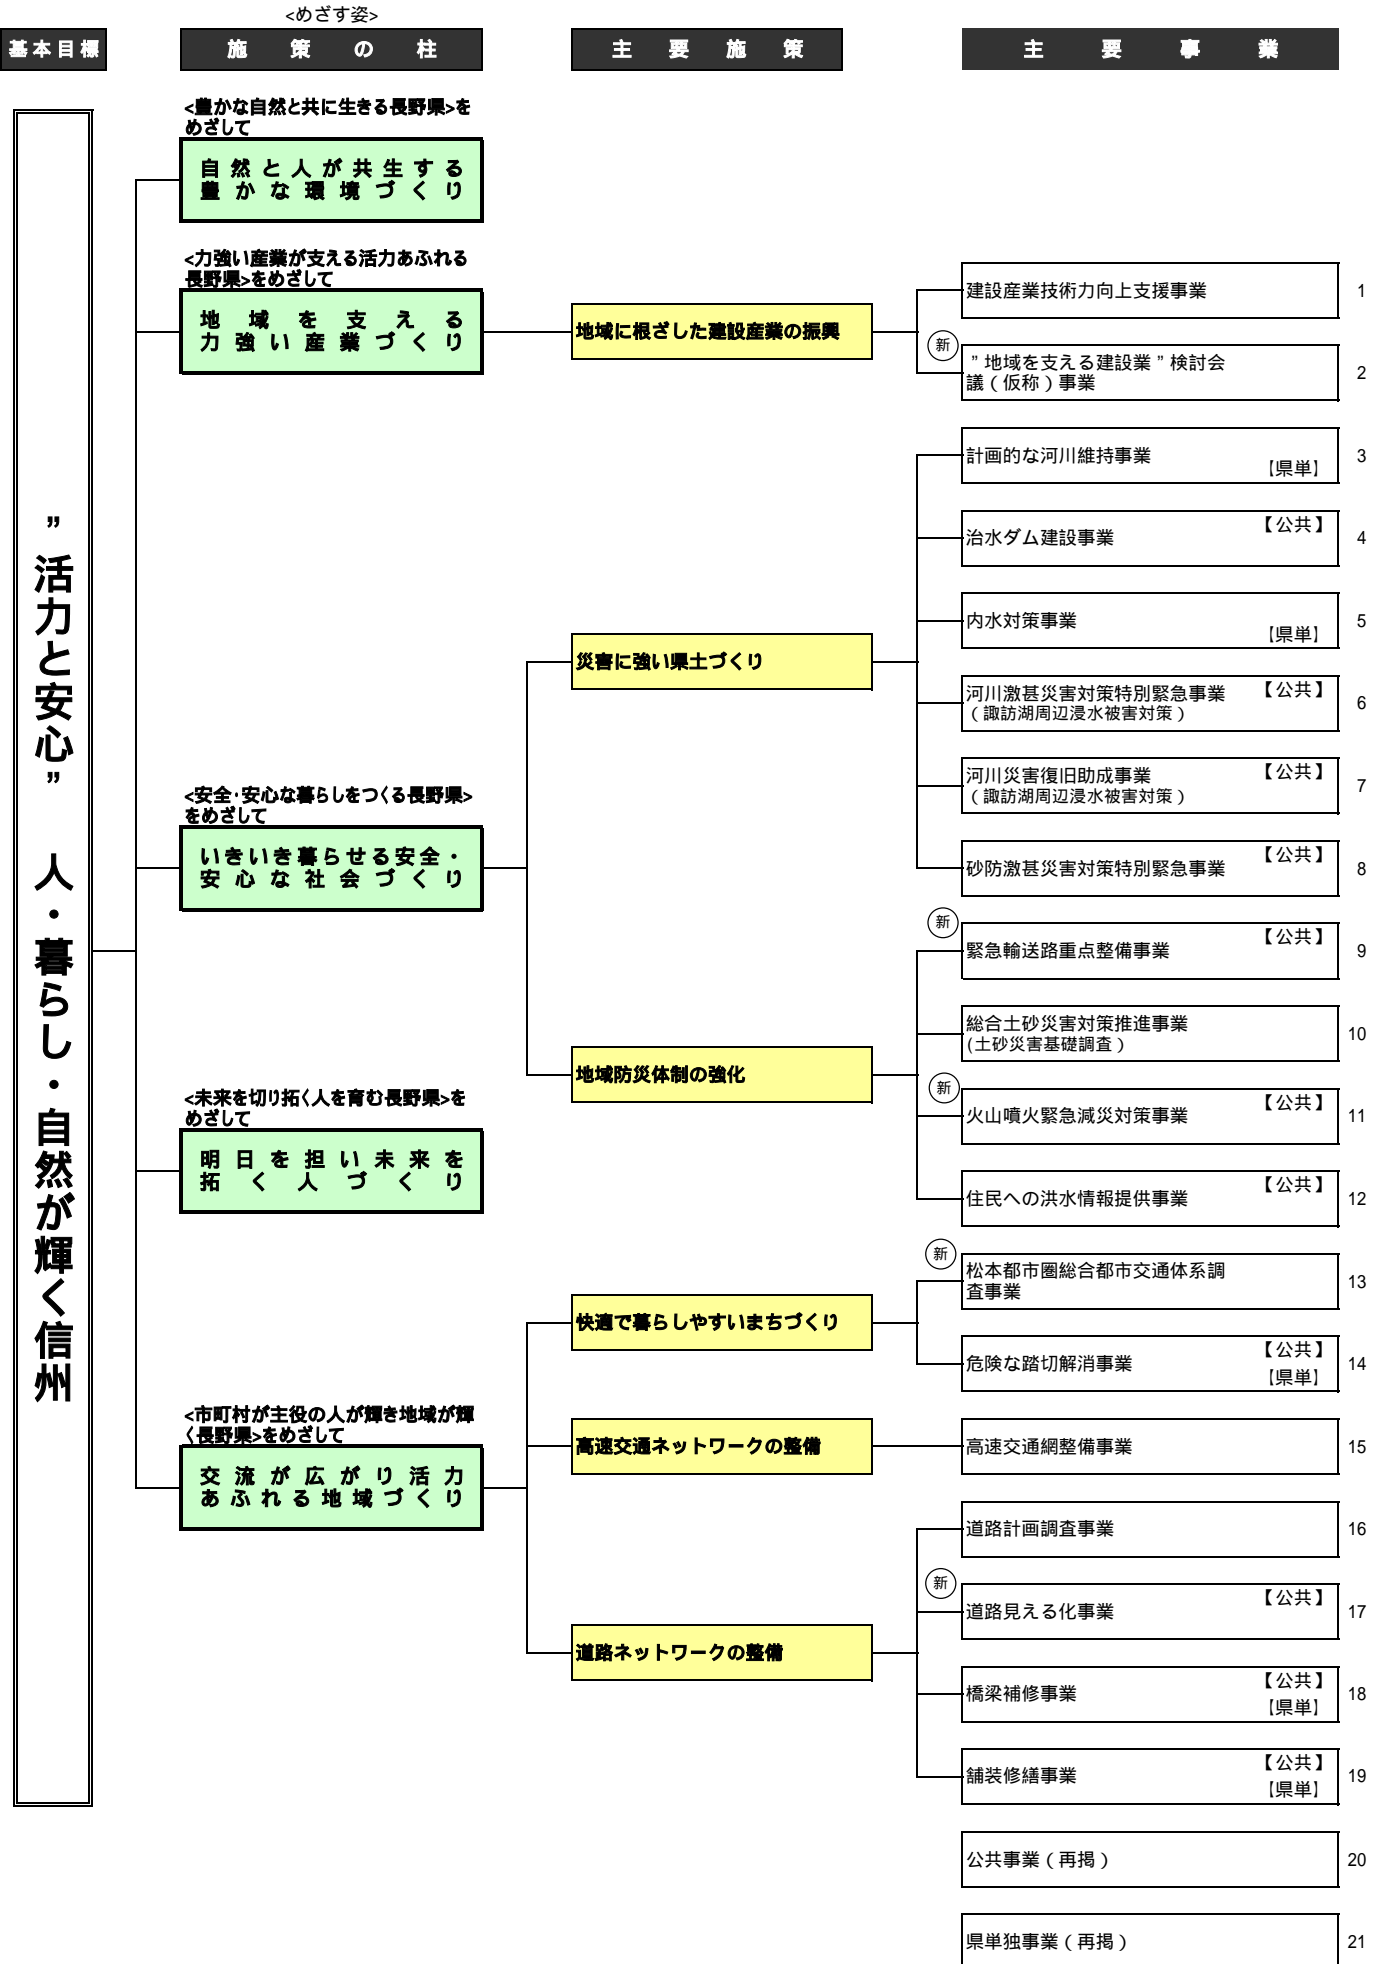 <めざす姿>
基本目標
施策の柱
主要施策
主要事業
”活力と安心” 人・暮らし・自然が輝く信州
<豊かな自然と共に生きる長野県>を
めざして
自然と人が共生する
豊かな環境づくり
<力強い産業が支える活力あふれる
長野県>をめざして
地域を支える
力強い産業づくり
地域に根ざした建設産業の振興
建設産業技術力向上支援事業
1
新
”地域を支える建設業”検討会
議(仮称)事業
2
<安全・安心な暮らしをつくる長野県>
をめざして
いきいき暮らせる安全・
安心な社会づくり
災害に強い県土づくり
計画的な河川維持事業
【県単】
3
治水ダム建設事業
【公共】
4
内水対策事業
【県単】
5
河川激甚災害対策特別緊急事業
(諏訪湖周辺浸水被害対策)
【公共】
6
河川災害復旧助成事業
(諏訪湖周辺浸水被害対策)
【公共】
7
砂防激甚災害対策特別緊急事業
【公共】
8
地域防災体制の強化
新
緊急輸送路重点整備事業
【公共】
9
総合土砂災害対策推進事業
(土砂災害基礎調査)
10
新
火山噴火緊急減災対策事業
【公共】
11
住民への洪水情報提供事業
【公共】
12
<未来を切り拓く人を育む長野県>を
めざして
明日を担い未来を
拓く人づくり
<市町村が主役の人が輝き地域が輝
く長野県>をめざして
交流が広がり活力
あふれる地域づくり
快適で暮らしやすいまちづくり
新
松本都市圏総合都市交通体系調
査事業
13
危険な踏切解消事業
【公共】
【県単】
14
高速交通ネットワークの整備
高速交通網整備事業
15
道路ネットワークの整備
道路計画調査事業
16
新
道路見える化事業
【公共】
17
橋梁補修事業
【公共】
【県単】
18
舗装修繕事業
【公共】
【県単】
19
公共事業(再掲)
20
県単独事業(再掲)
21